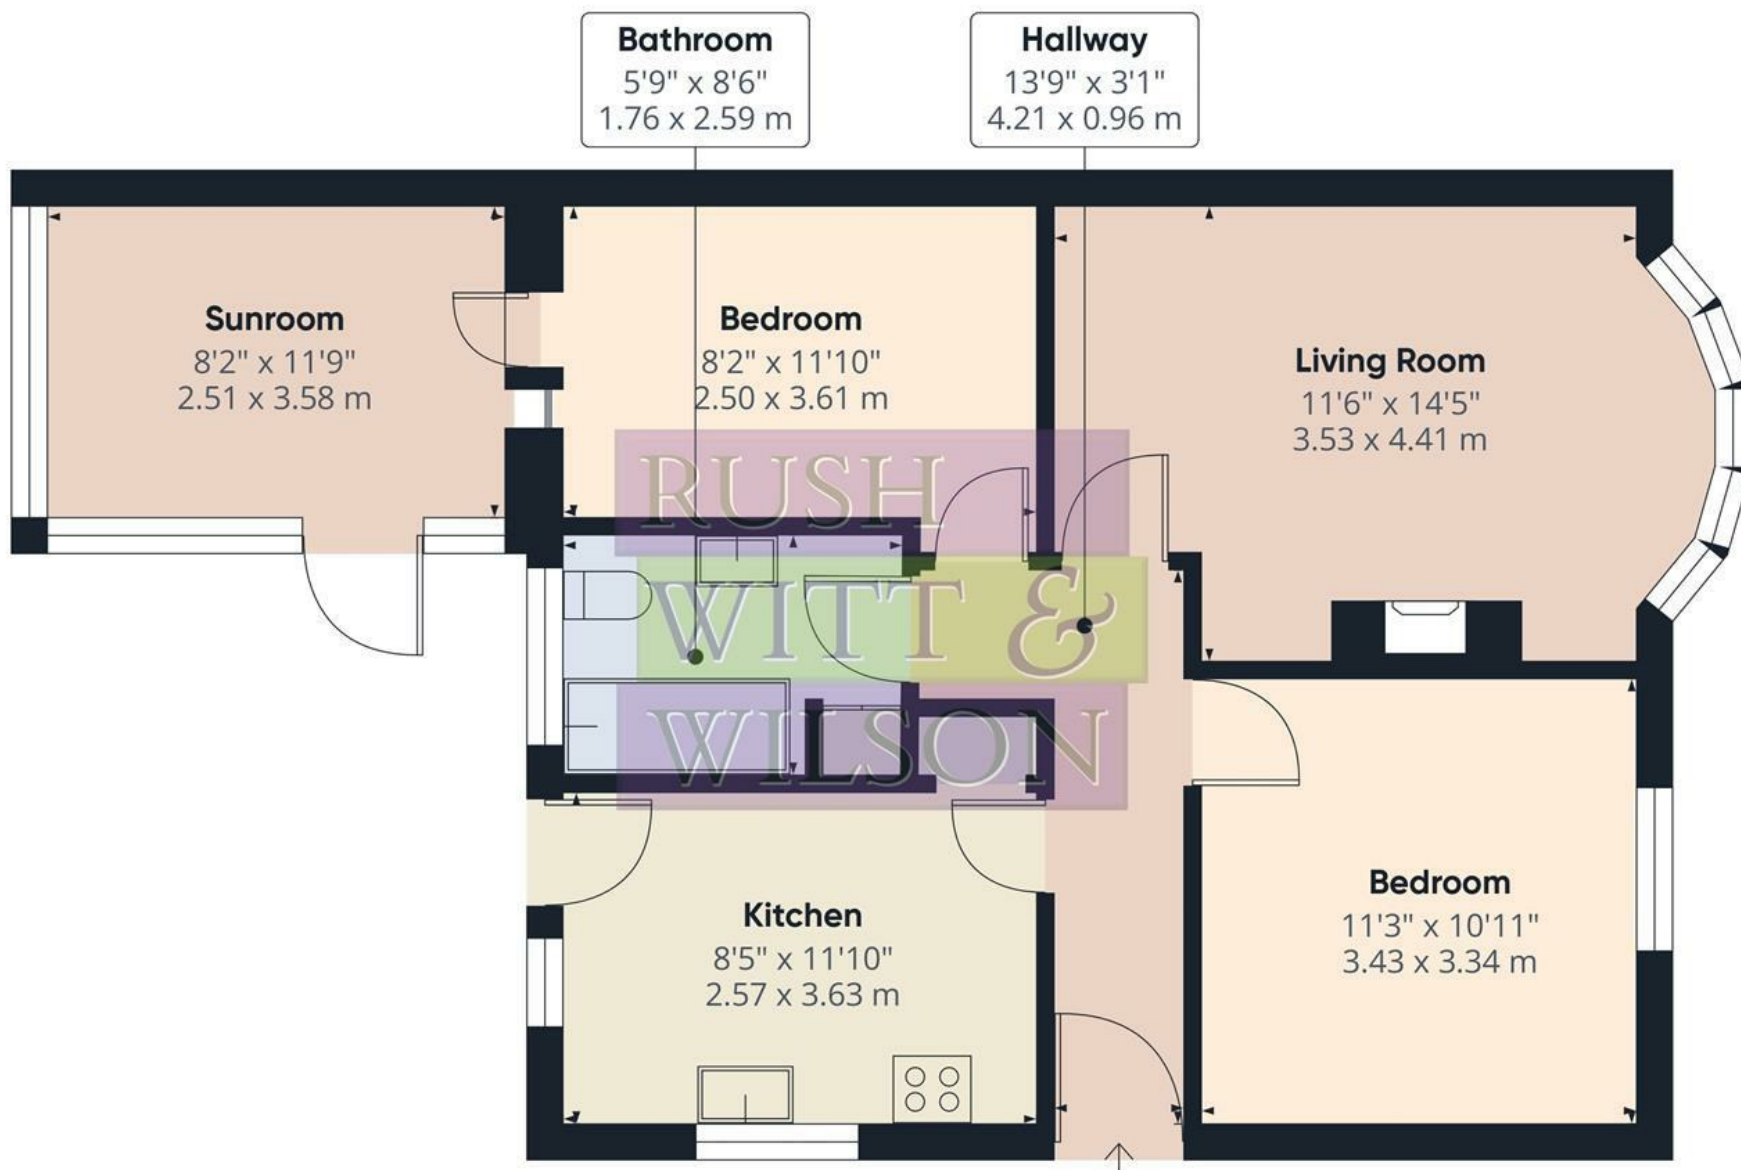 Bathroom
5'9" x 8'6"
1.76 x 2.59 m
Hallway
13'9" x 3'1"
4.21 x 0.96 m
Sunroom
8'2" x 11'9"
2.51 x 3.58 m
Bedroom
8'2" x 11'10"
2.50 x 3.61 m
Living Room
11'6" x 14'5"
3.53 x 4.41 m
RUSH
WITT &
WILSON
Kitchen
8'5" x 11'10"
2.57 x 3.63 m
Bedroom
11'3" x 10'11"
3.43 x 3.34 m